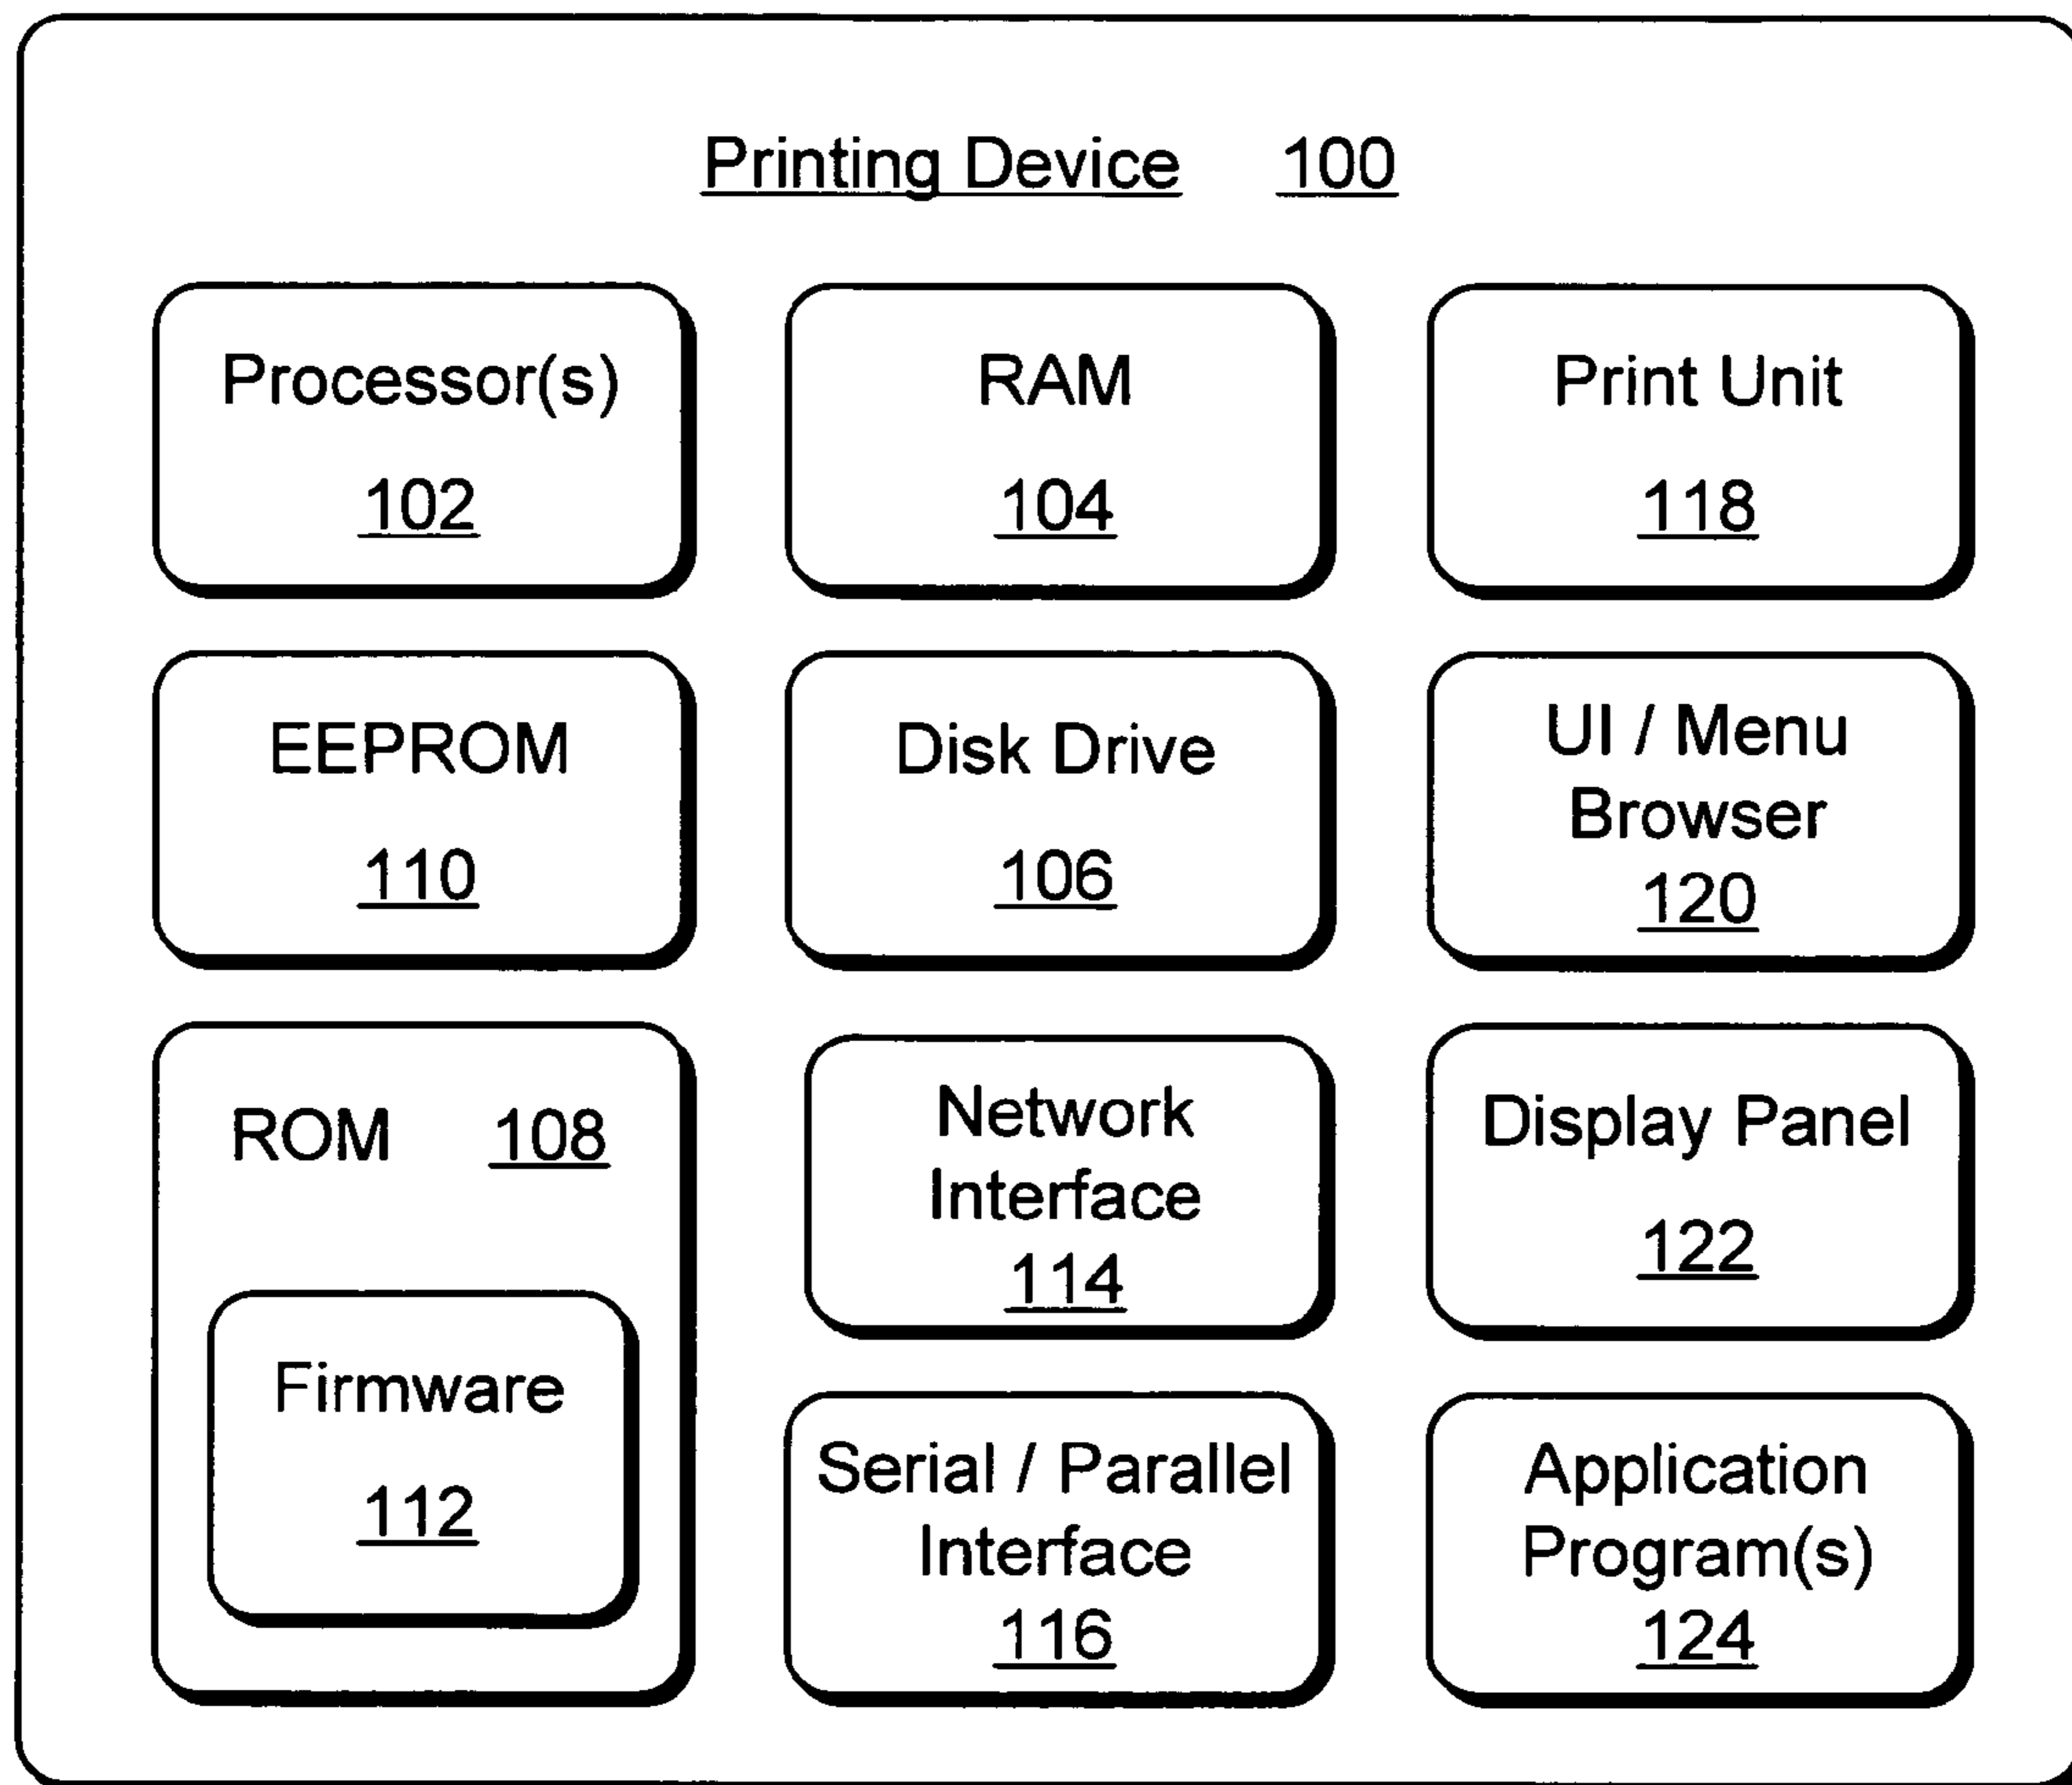 Printing Device 100
Processor(s)
102
RAM
104
Print Unit
118
EEPROM
110
Disk Drive
106
UI / Menu
Browser
120
ROM 108
Firmware
112
Network
Interface
114
Display Panel
122
Serial / Parallel
Interface
116
Application
Program(s)
124